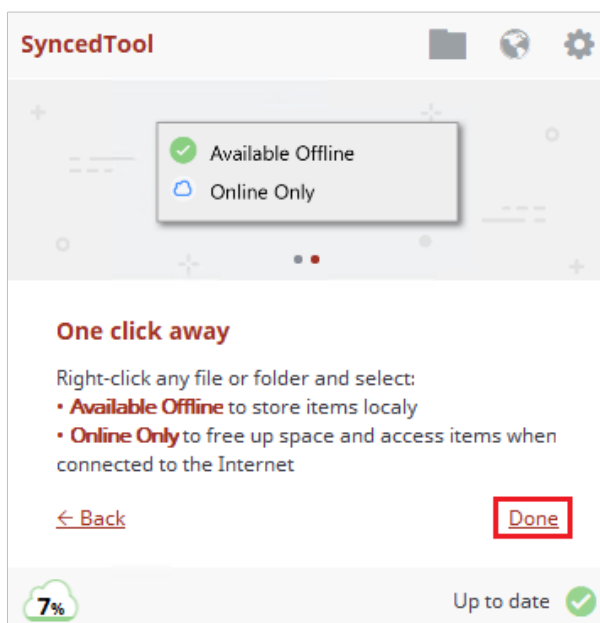 SyncedTool
Available Offline
Online Only
One click away
Right-click any file or folder and select:
• Available Offline to store items localy
• Online Only to free up space and access items when
connected to the Internet
← Back
Done
7%
Up to date